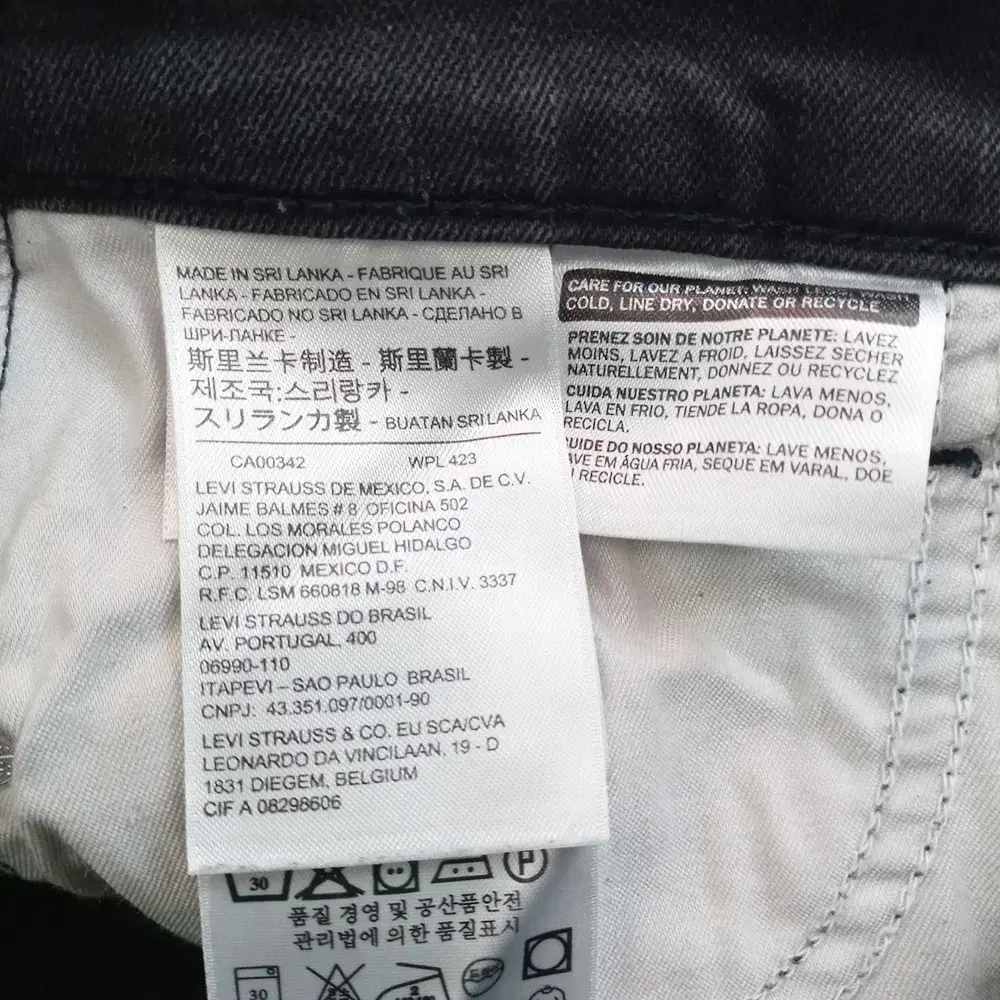 MADE IN SRI LANKA - FABRIQUE AU SRI
LANKA - FABRICADO EN SRI LANKA -
FABRICADO NO SRI LANKA - СДЕЛАНО В
ШРИ-ЛАНКЕ -
斯里兰卡制造 - 斯里蘭卡製 -
제조국:스리랑카 -
スリランカ製 - BUATAN SRI LANKA
CA00342 WPL 423
LEVI STRAUSS DE MEXICO, S.A. DE C.V.
JAIME BALMES # 8 OFICINA 502
COL. LOS MORALES POLANCO
DELEGACION MIGUEL HIDALGO
C.P. 11510 MEXICO D.F.
R.F.C. LSM 660818 M-98 C.N.I.V. 3337
LEVI STRAUSS DO BRASIL
AV. PORTUGAL, 400
06990-110
ITAPEVI – SAO PAULO BRASIL
CNPJ: 43.351.097/0001-90
LEVI STRAUSS & CO. EU SCA/CVA
LEONARDO DA VINCILAAN, 19 - D
1831 DIEGEM, BELGIUM
CIF A 08298606
CARE FOR OUR PLANET: WASH LESS
COLD, LINE DRY, DONATE OR RECYCLE
PRENEZ SOIN DE NOTRE PLANETE: LAVEZ
MOINS, LAVEZ A FROID, LAISSEZ SECHER
NATURELLEMENT, DONNEZ OU RECYCLEZ
CUIDA NUESTRO PLANETA: LAVA MENOS,
LAVA EN FRIO, TIENDE LA ROPA, DONA O
RECICLA.
UIDE DO NOSSO PLANETA: LAVE MENOS,
AVE EM ÁGUA FRIA, SEQUE EM VARAL, DOE
RECICLE.
30 P
품질 경영 및 공산품안전
관리법에 의한 품질표시
30 2